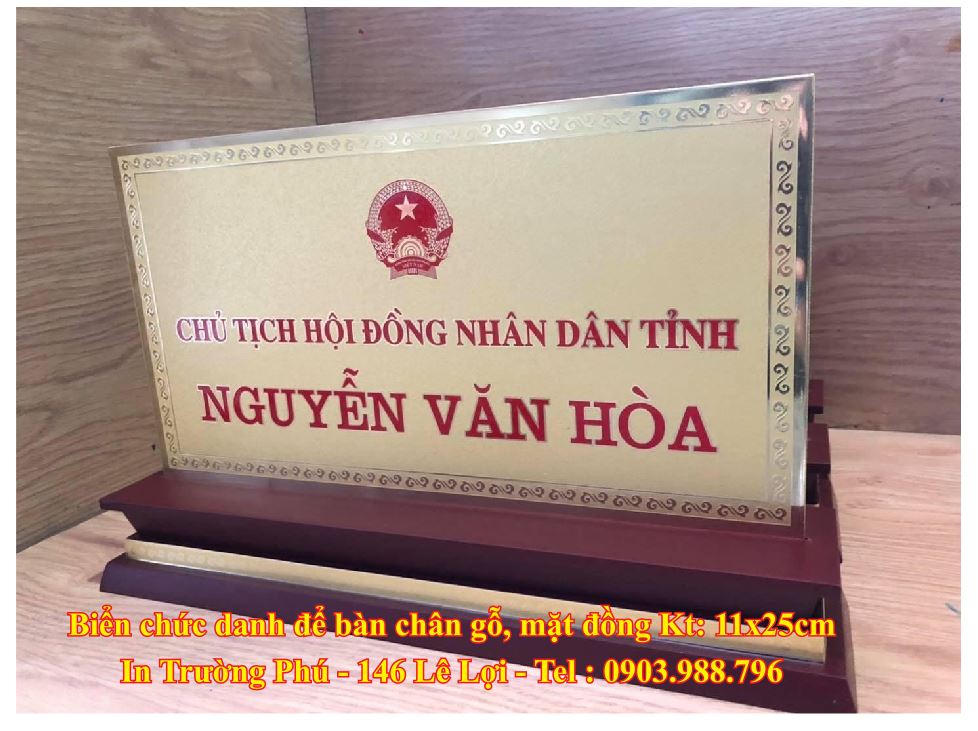 CHỦ TỊCH HỘI ĐỒNG NHÂN DÂN TỈNH
NGUYỄN VĂN HÒA
Biển chức danh để bàn chân gỗ, mặt đồng Kt: 11x25cm
In Trường Phú - 146 Lê Lợi - Tel : 0903.988.796